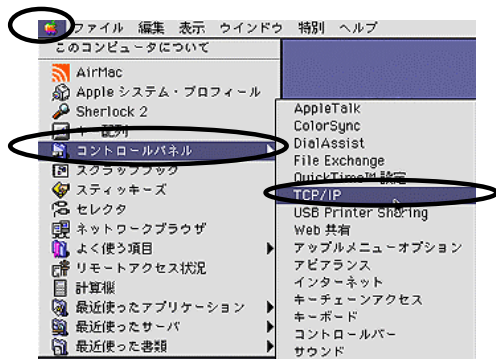 ファイル 編集 表示 ウインドウ 特別 ヘルプ
このコンピュータについて
AirMac
Apple システム・プロフィール
Sherlock 2
キー配列
コントロールパネル
スクラップブック
スティッキーズ
セレクタ
ネットワークブラウザ
よく使う項目
リモートアクセス状況
計算機
最近使ったアプリケーション
最近使ったサーバ
最近使った書類
AppleTalk
ColorSync
DialAssist
File Exchange
QuickTime™ 設定
TCP/IP
USB Printer Sharing
Web 共有
アップルメニューオプション
アピアランス
インターネット
キーチェーンアクセス
キーボード
コントロールバー
サウンド